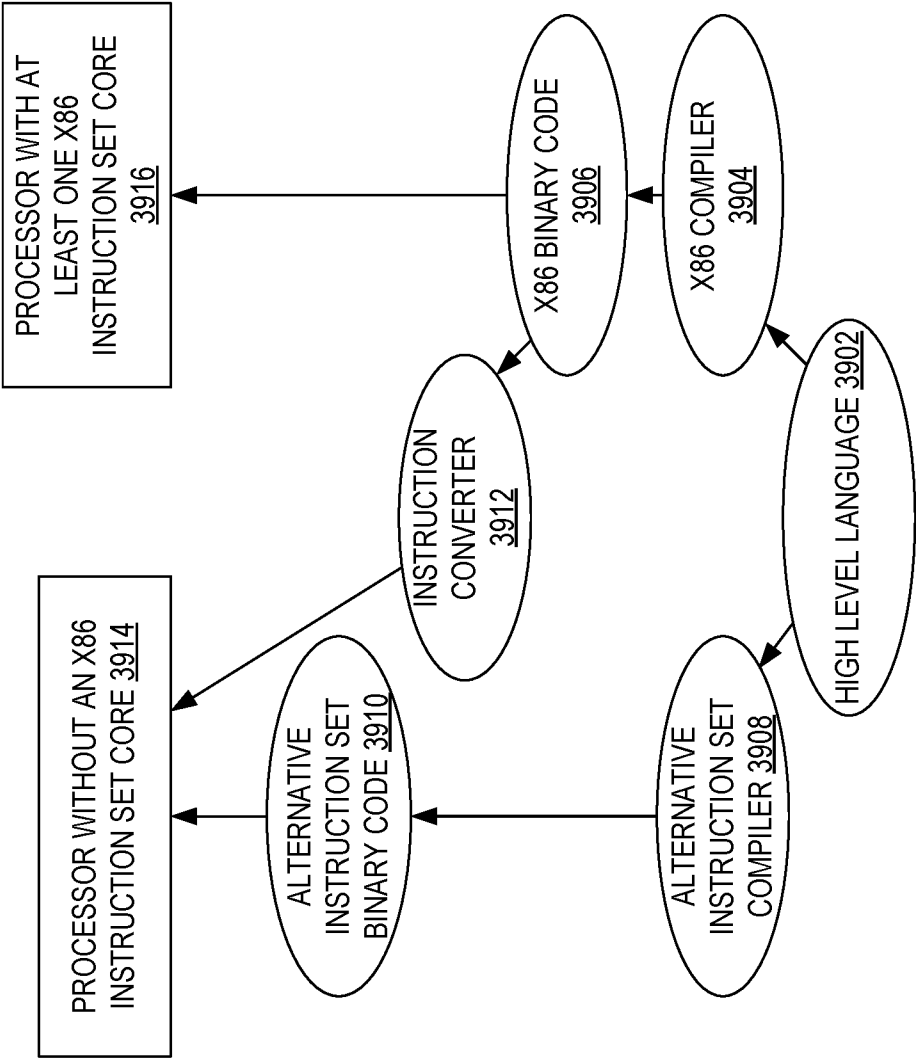 PROCESSOR WITHOUT AN X86
INSTRUCTION SET CORE 3914
PROCESSOR WITH AT
LEAST ONE X86
INSTRUCTION SET CORE
3916
ALTERNATIVE
INSTRUCTION SET
BINARY CODE 3910
INSTRUCTION
CONVERTER
3912
X86 BINARY CODE
3906
ALTERNATIVE
INSTRUCTION SET
COMPILER 3908
X86 COMPILER
3904
HIGH LEVEL LANGUAGE 3902